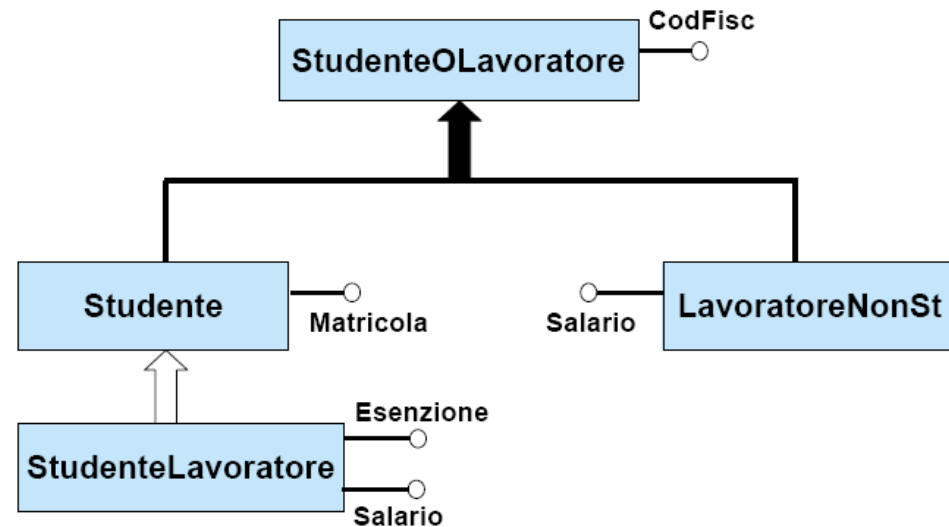 CodFisc
StudenteOLavoratore
Studente
Matricola
Salario
LavoratoreNonSt
Esenzione
StudenteLavoratore
Salario